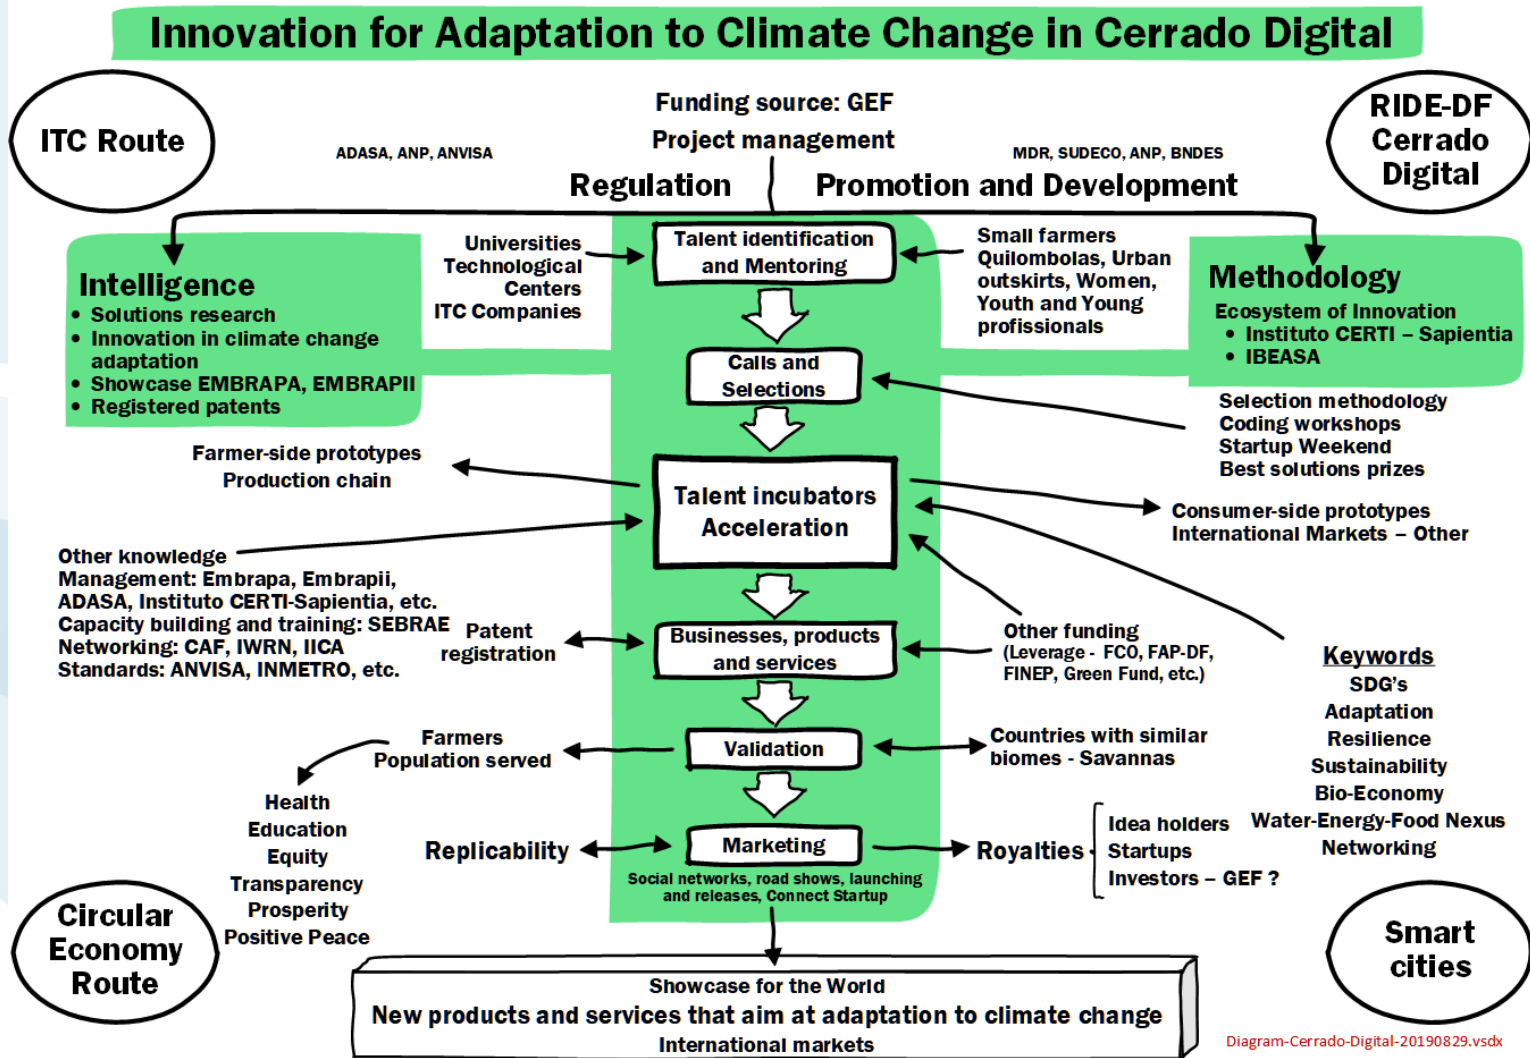 Innovation for Adaptation to Climate Change in Cerrado Digital
ITC Route
Funding source: GEF
Project management
RIDE-DF
Cerrado
Digital
ADASA, ANP, ANVISA
MDR, SUDECO, ANP, BNDES
Regulation
Promotion and Development
Intelligence
• Solutions research
• Innovation in climate change
adaptation
• Showcase EMBRAPA, EMBRAPII
• Registered patents
Universities
Technological
Centers
ITC Companies
Talent identification
and Mentoring
Small farmers
Quilombolas, Urban
outskirts, Women,
Youth and Young
profissionals
Methodology
Ecosystem of Innovation
• Instituto CERTI – Sapientia
• IBEASA
Calls and
Selections
Selection methodology
Coding workshops
Startup Weekend
Best solutions prizes
Farmer-side prototypes
Production chain
Talent incubators
Acceleration
Consumer-side prototypes
International Markets – Other
Other knowledge
Management: Embrapa, Embrapii,
ADASA, Instituto CERTI-Sapientia, etc.
Capacity building and training: SEBRAE
Networking: CAF, IWRN, IICA
Standards: ANVISA, INMETRO, etc.
Patent
registration
Businesses, products
and services
Other funding
(Leverage - FCO, FAP-DF,
FINEP, Green Fund, etc.)
Keywords
SDG's
Adaptation
Resilience
Sustainability
Bio-Economy
Water-Energy-Food Nexus
Networking
Farmers
Population served
Validation
Countries with similar
biomes - Savannas
Health
Education
Equity
Transparency
Prosperity
Positive Peace
Replicability
Marketing
Royalties
Idea holders
Startups
Investors – GEF ?
Social networks, road shows, launching
and releases, Connect Startup
Circular
Economy
Route
Smart
cities
Showcase for the World
New products and services that aim at adaptation to climate change
International markets
Diagram-Cerrado-Digital-20190829.vsdx